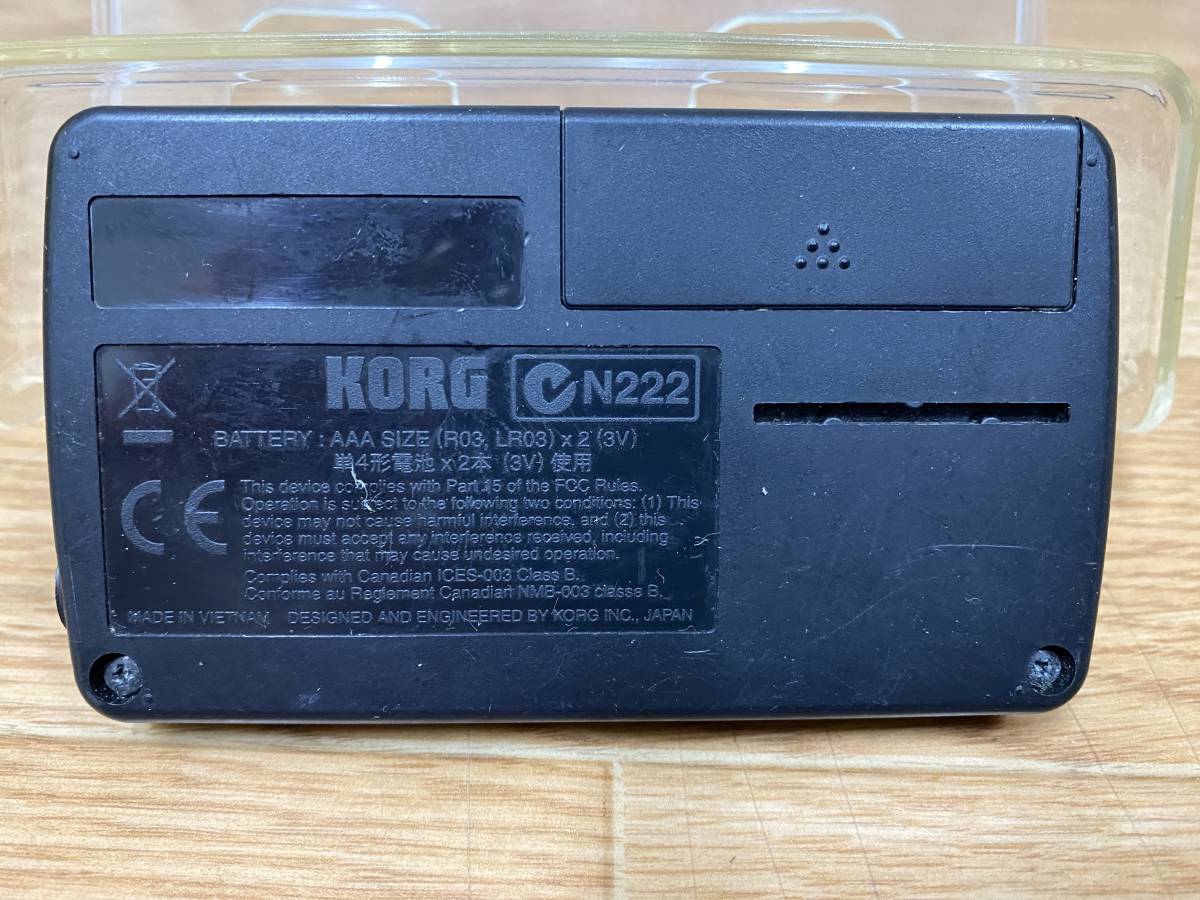 KORG N222
BATTERY : AAA SIZE (R03, LR03) x 2 (3V)
単4形電池 x 2本 (3V) 使用
This device complies with Part 15 of the FCC Rules.
Operation is subject to the following two conditions: (1) This
device may not cause harmful interference, and (2) this
device must accept any interference received, including
interference that may cause undesired operation.
Complies with Canadian ICES-003 Class B.
Conforme au Reglement Canadien NMB-003 classe B.
MADE IN VIETNAM DESIGNED AND ENGINEERED BY KORG INC., JAPAN